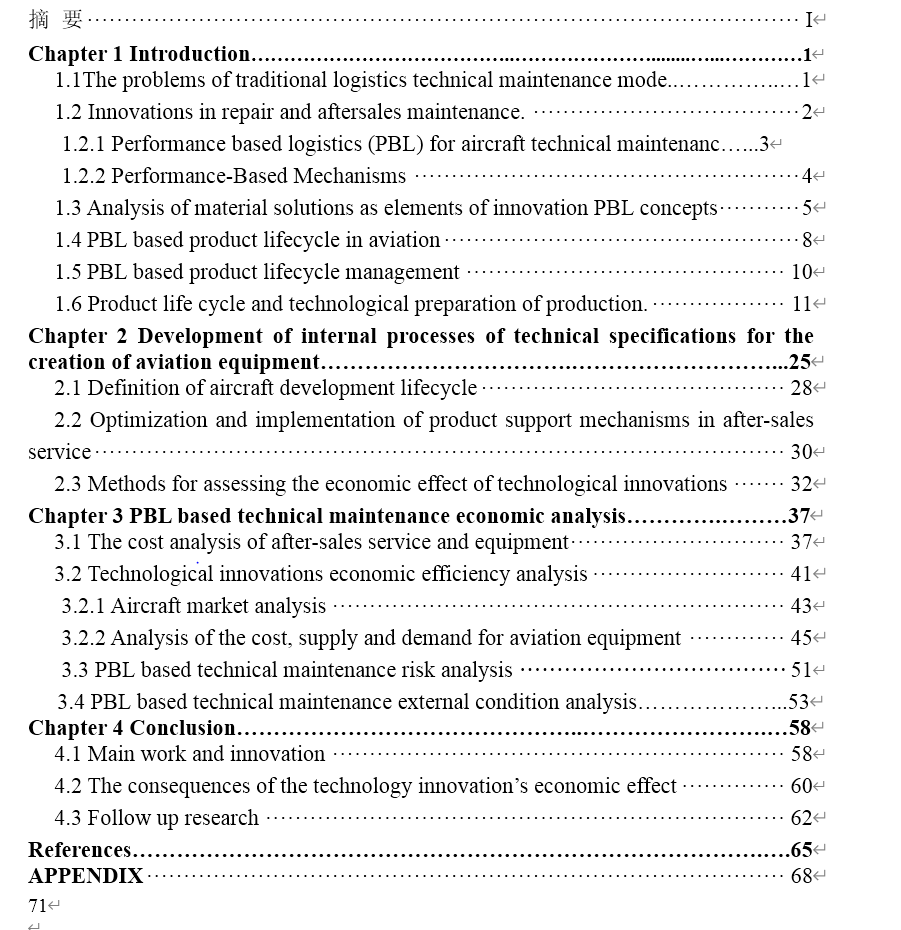 摘 要 ································································ I↵
Chapter 1 Introduction……………………………...…………………….........…....……….1↵
1.1The problems of traditional logistics technical maintenance mode..…………....1↵
1.2 Innovations in repair and aftersales maintenance. ···································· 2↵
1.2.1 Performance based logistics (PBL) for aircraft technical maintenanc…...3↵
1.2.2 Performance-Based Mechanisms ····················································4↵
1.3 Analysis of material solutions as elements of innovation PBL concepts···········5↵
1.4 PBL based product lifecycle in aviation ················································8↵
1.5 PBL based product lifecycle management ··········································· 10↵
1.6 Product life cycle and technological preparation of production. ·················· 11↵
Chapter 2 Development of internal processes of technical specifications for the
creation of aviation equipment…………………………….……………………...25↵
2.1 Definition of aircraft development lifecycle ········································· 28↵
2.2 Optimization and implementation of product support mechanisms in after-sales
service ······························································································ 30↵
2.3 Methods for assessing the economic effect of technological innovations ······· 32↵
Chapter 3 PBL based technical maintenance economic analysis………….………37↵
3.1 The cost analysis of after-sales service and equipment····························· 37↵
3.2 Technological innovations economic efficiency analysis ·························· 41↵
3.2.1 Aircraft market analysis ····························································· 43↵
3.2.2 Analysis of the cost, supply and demand for aviation equipment ············· 45↵
3.3 PBL based technical maintenance risk analysis ···································· 51↵
3.4 PBL based technical maintenance external condition analysis………………...53↵
Chapter 4 Conclusion……………………………………..………………………….…58↵
4.1 Main work and innovation ····························································· 58↵
4.2 The consequences of the technology innovation’s economic effect ·············· 60↵
4.3 Follow up research ······································································ 62↵
References…………………………………………………………………………...65↵
APPENDIX ······················································································ 68↵
71↵
↵